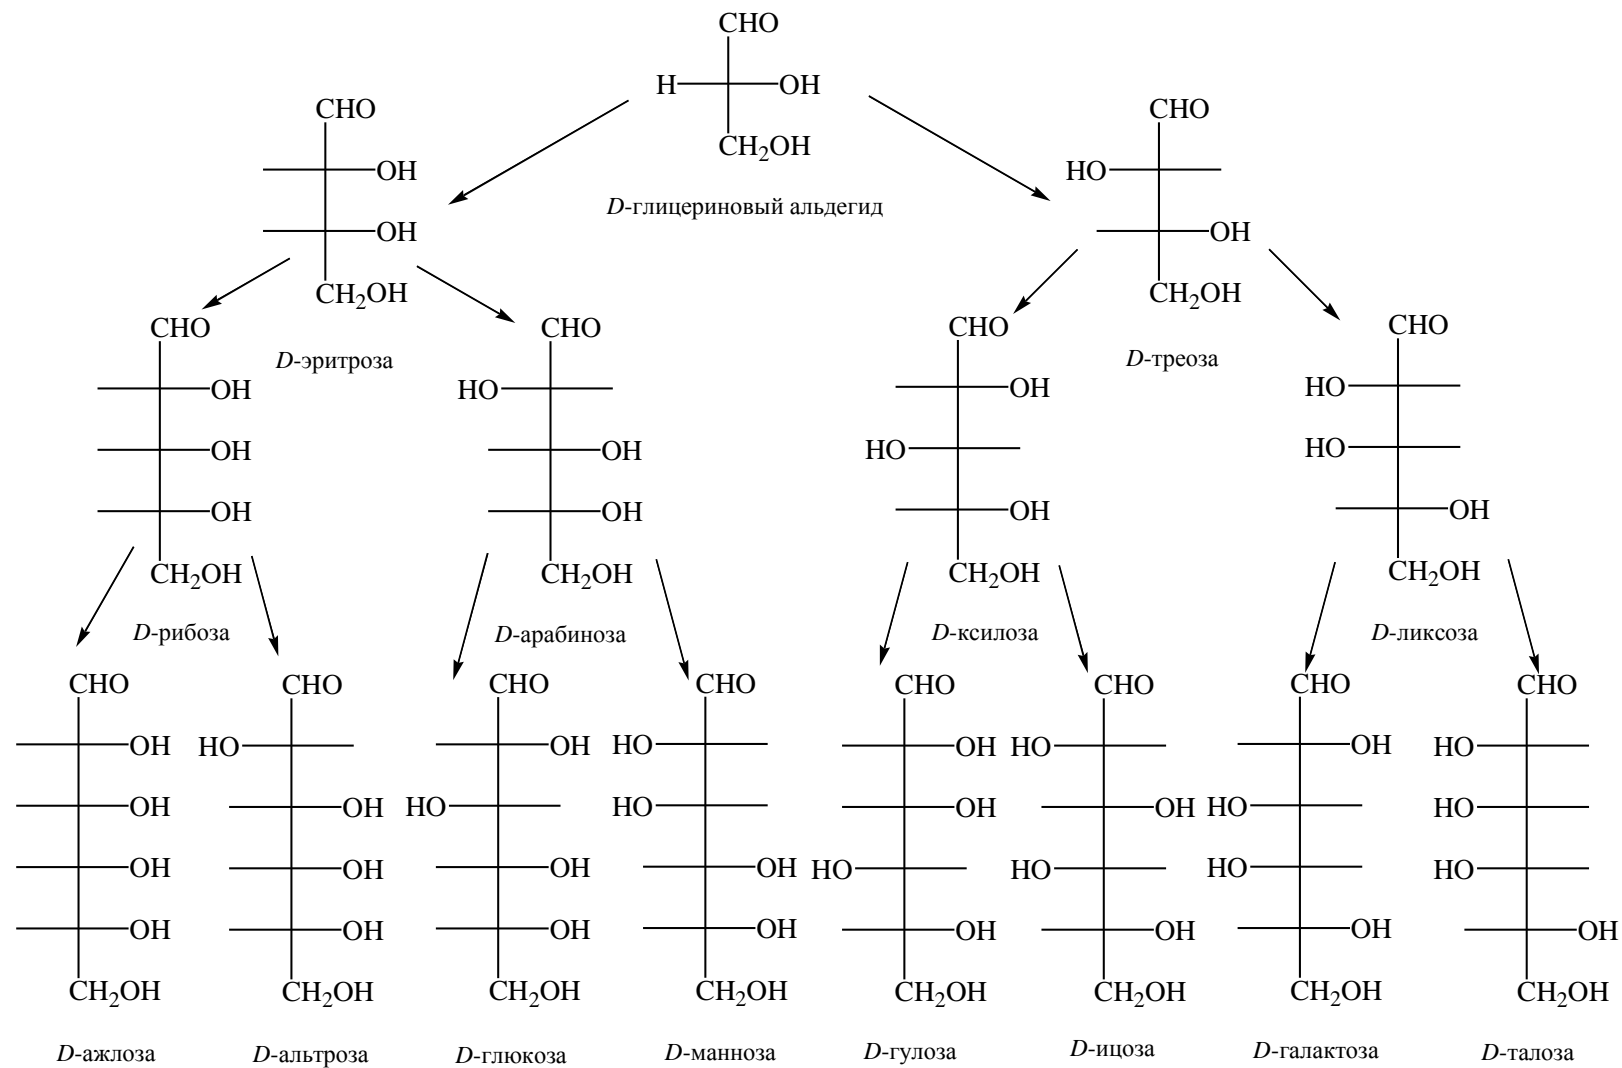 CHO
H OH
CH2OH
D-глицериновый альдегид
CHO
OH
OH
CH2OH
D-эритроза
CHO
HO
OH
CH2OH
D-треоза
CHO
OH
OH
OH
CH2OH
D-рибоза
CHO
HO
OH
OH
CH2OH
D-арабиноза
CHO
OH
HO
OH
CH2OH
D-ксилоза
CHO
HO
HO
OH
CH2OH
D-ликсоза
CHO
OH
OH
OH
OH
CH2OH
D-ажлоза
CHO
HO
OH
OH
OH
CH2OH
D-альтроза
CHO
OH
HO
OH
OH
CH2OH
D-глюкоза
CHO
HO
HO
OH
OH
CH2OH
D-манноза
CHO
OH
OH
HO
OH
CH2OH
D-гулоза
CHO
HO
OH
HO
OH
CH2OH
D-ицоза
CHO
OH
HO
HO
OH
CH2OH
D-галактоза
CHO
HO
HO
HO
OH
CH2OH
D-талоза